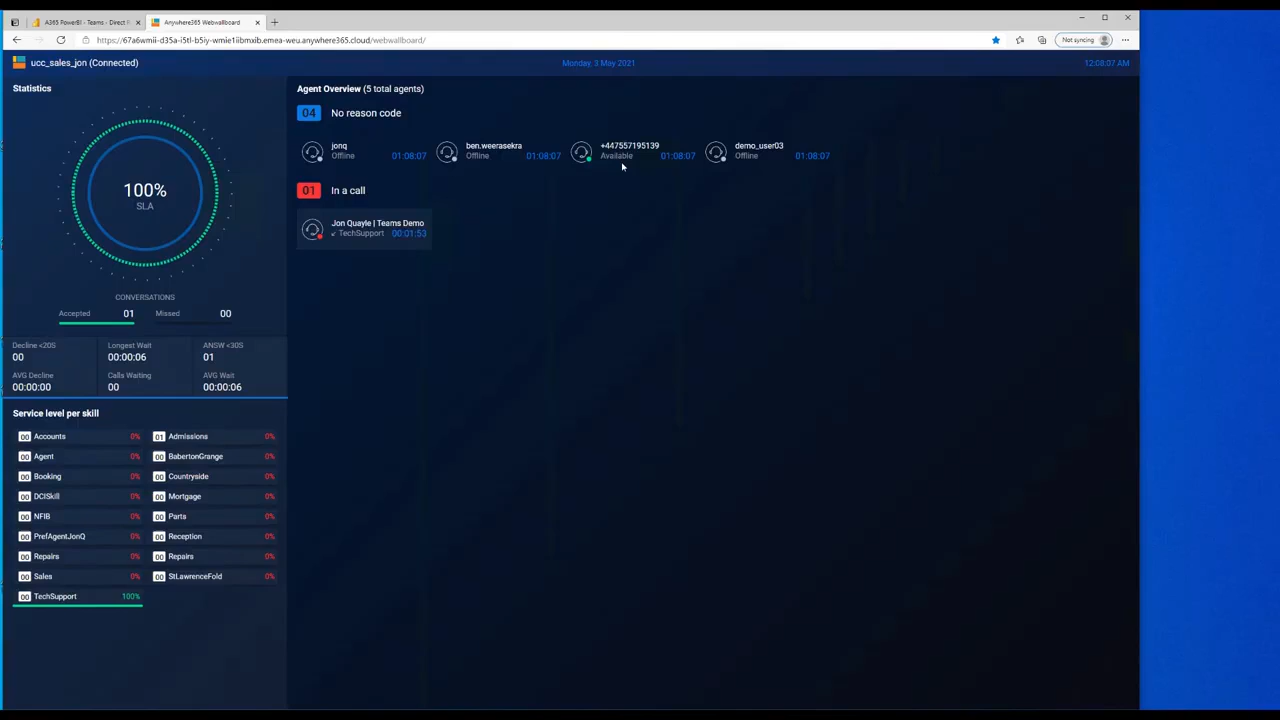 A365 PowerBI - Teams - Direct R
Anywhere365 Webwallboard
https://67a6wmii-d35a-i5tl-b5iy-wmie1iibmxib.emea-weu.anywhere365.cloud/webwallboard/
Not syncing
ucc_sales_jon (Connected)
Monday, 3 May 2021
12:08:07 AM
Statistics
100%
SLA
CONVERSATIONS
Accepted 01 Missed 00
Decline <20S Longest Wait ANSW <30S
00 00:00:06 01
AVG Decline Calls Waiting AVG Wait
00:00:00 00 00:00:06
Service level per skill
00 Accounts 0% 01 Admissions 0%
00 Agent 0% 00 BabertonGrange 0%
00 Booking 0% 00 Countryside 0%
00 DCISkill 0% 00 Mortgage 0%
00 NFIB 0% 00 Parts 0%
00 PrefAgentJonQ 0% 00 Reception 0%
00 Repairs 0% 00 Repairs 0%
00 Sales 0% 00 StLawrenceFold 0%
00 TechSupport 100%
Agent Overview (5 total agents)
04 No reason code
jonq ben.weerasekra +447557195139 demo_user03
Offline 01:08:07 Offline 01:08:07 Available 01:08:07 Offline 01:08:07
01 In a call
Jon Quayle | Teams Demo
TechSupport 00:01:53